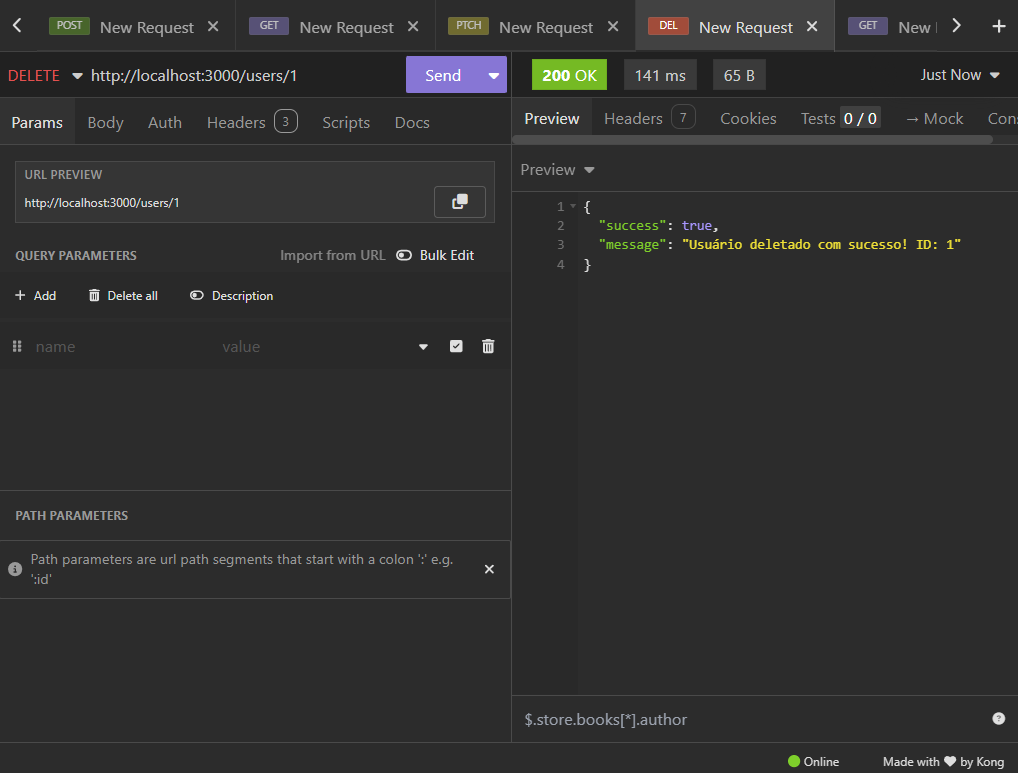 POST New Request
GET New Request
PTCH New Request
DEL New Request
GET New
DELETE http://localhost:3000/users/1
Send
200 OK
141 ms
65 B
Just Now
Params
Body
Auth
Headers 3
Scripts
Docs
Preview
Headers 7
Cookies
Tests 0 / 0
→ Mock
Cons
URL PREVIEW
http://localhost:3000/users/1
QUERY PARAMETERS
Import from URL
Bulk Edit
Add
Delete all
Description
name
value
PATH PARAMETERS
Path parameters are url path segments that start with a colon ':' e.g.
':id'
Preview
1 {
2 "success": true,
3 "message": "Usuário deletado com sucesso! ID: 1"
4 }
$.store.books[*].author
Online
Made with ❤ by Kong